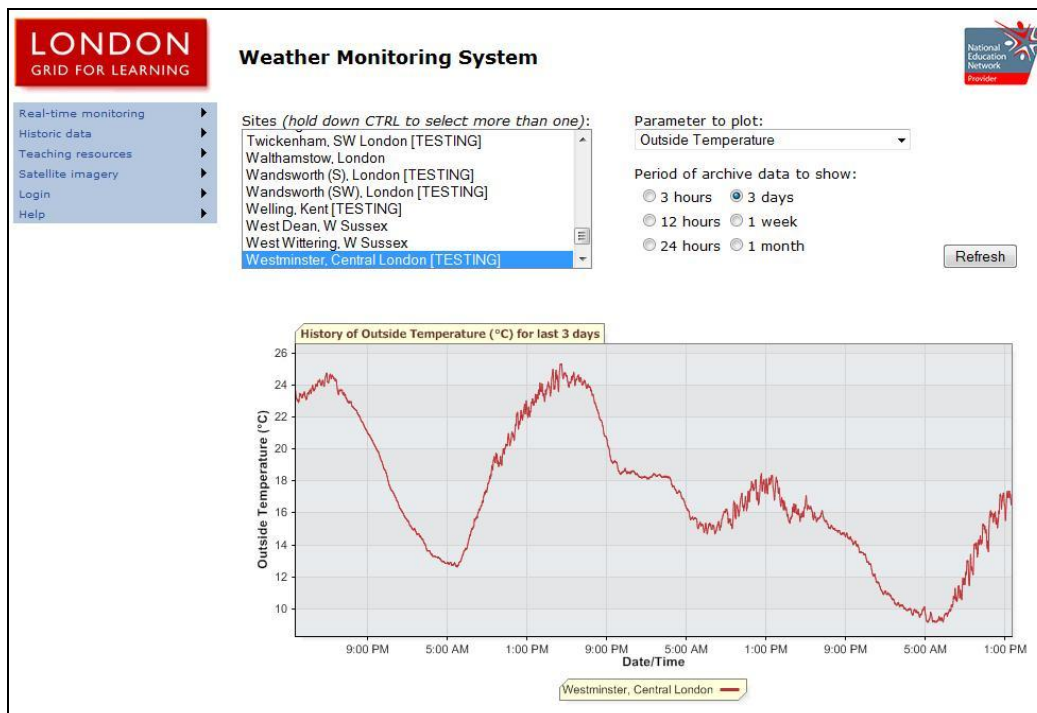 LONDON
GRID FOR LEARNING
Weather Monitoring System
National
Education
Network
Provider
Real-time monitoring
Historic data
Teaching resources
Satellite imagery
Login
Help
Sites (hold down CTRL to select more than one):
Twickenham, SW London [TESTING]
Walthamstow, London
Wandsworth (S), London [TESTING]
Wandsworth (SW), London [TESTING]
Welling, Kent [TESTING]
West Dean, W Sussex
West Wittering, W Sussex
Westminster, Central London [TESTING]
Parameter to plot:
Outside Temperature
Period of archive data to show:
3 hours 3 days
12 hours 1 week
24 hours 1 month
Refresh
History of Outside Temperature (°C) for last 3 days
Outside Temperature (°C)
26
24
22
20
18
16
14
12
10
9:00 PM 5:00 AM 1:00 PM 9:00 PM 5:00 AM 1:00 PM 9:00 PM 5:00 AM 1:00 PM
Date/Time
Westminster, Central London